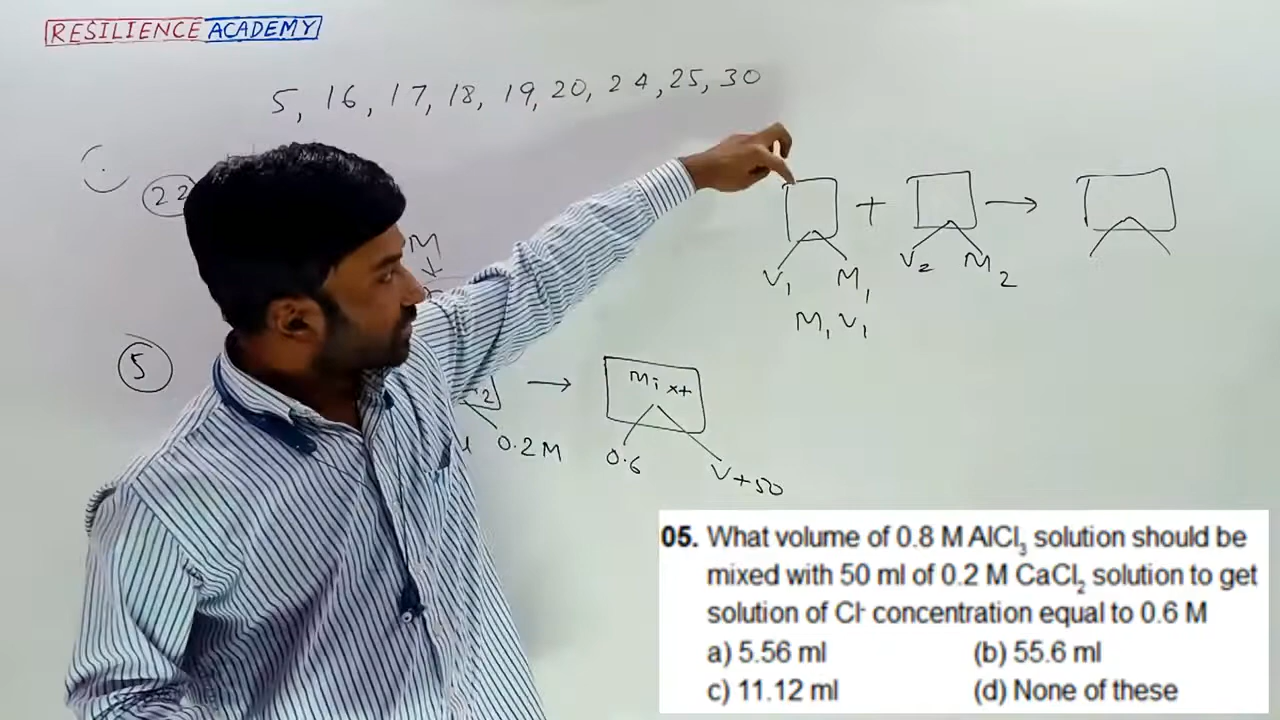 RESILIENCE ACADEMY
5, 16, 17, 18, 19, 20, 24, 25, 30
22
M
+
V₁ M₁ V₂ M₂
M₁ V₁
5
Mixt
0.2 M 0.6 V+50
05. What volume of 0.8 M AlCl₃ solution should be
mixed with 50 ml of 0.2 M CaCl₂ solution to get
solution of Cl⁻ concentration equal to 0.6 M
a) 5.56 ml (b) 55.6 ml
c) 11.12 ml (d) None of these